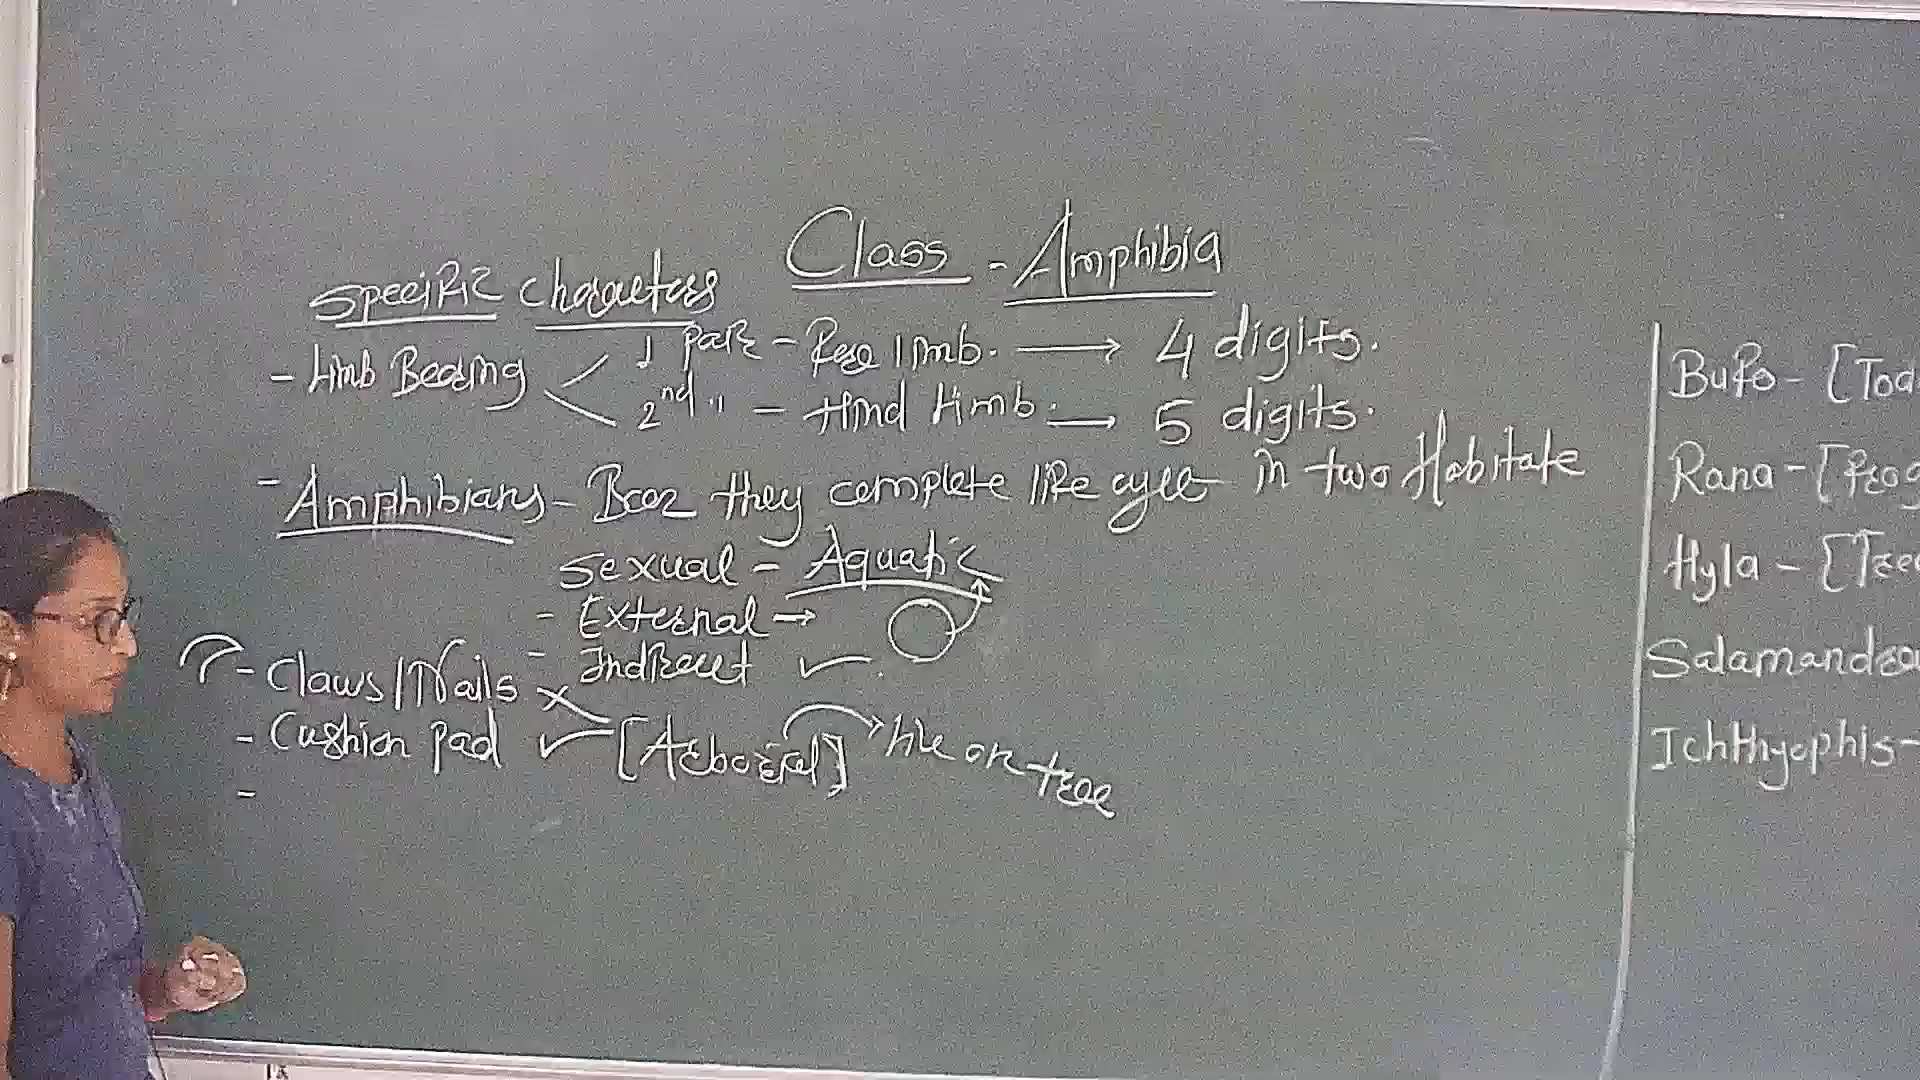 Class - Amphibia
Specific characters
- Limb Bearing
1 pair - Fore limb. → 4 digits.
2nd " - Hind limb. → 5 digits.
- Amphibians - Bcoz they complete life cycle in two Habitate
Sexual - Aquatic
- External →
- Indirect ✓
- Claws/Nails ×
- Cushion pad ✓ [Arboreal] → live on tree
-
Bufo - [Toad
Rana - [frog
Hyla - [Tree
Salamander
Ichthyophis -